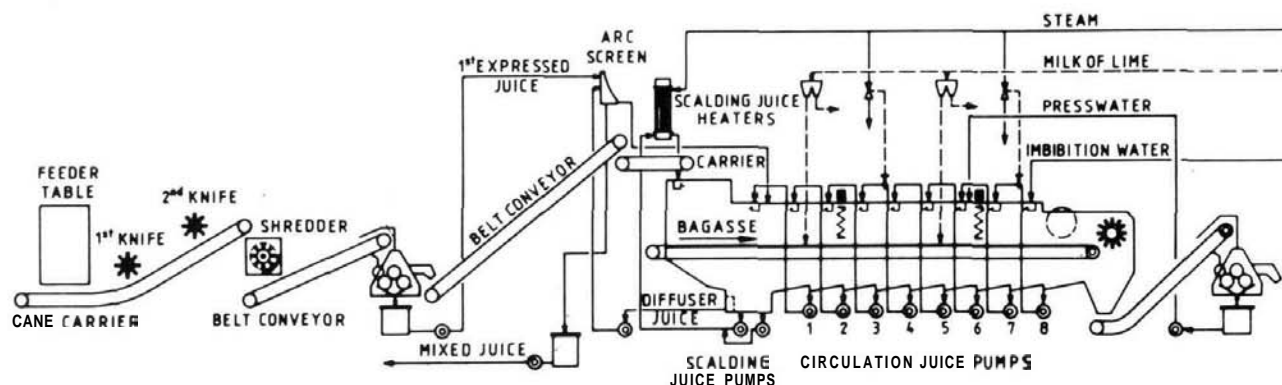 STEAM
ARC
SCREEN
1st EXPRESSED
JUICE
MILK OF LIME
SCALDING JUICE
HEATERS
PRESSWATER
IMBIBITION WATER
CARRIER
FEEDER
TABLE
2nd KNIFE
1st KNIFE
SHREDDER
BELT CONVEYOR
BAGASSE
CANE CARRIER
BELT CONVEYOR
DIFFUSER
JUICE
MIXED JUICE
1 2 3 4 5 6 7 8
SCALDINE
JUICE PUMPS
CIRCULATION JUICE PUMPS